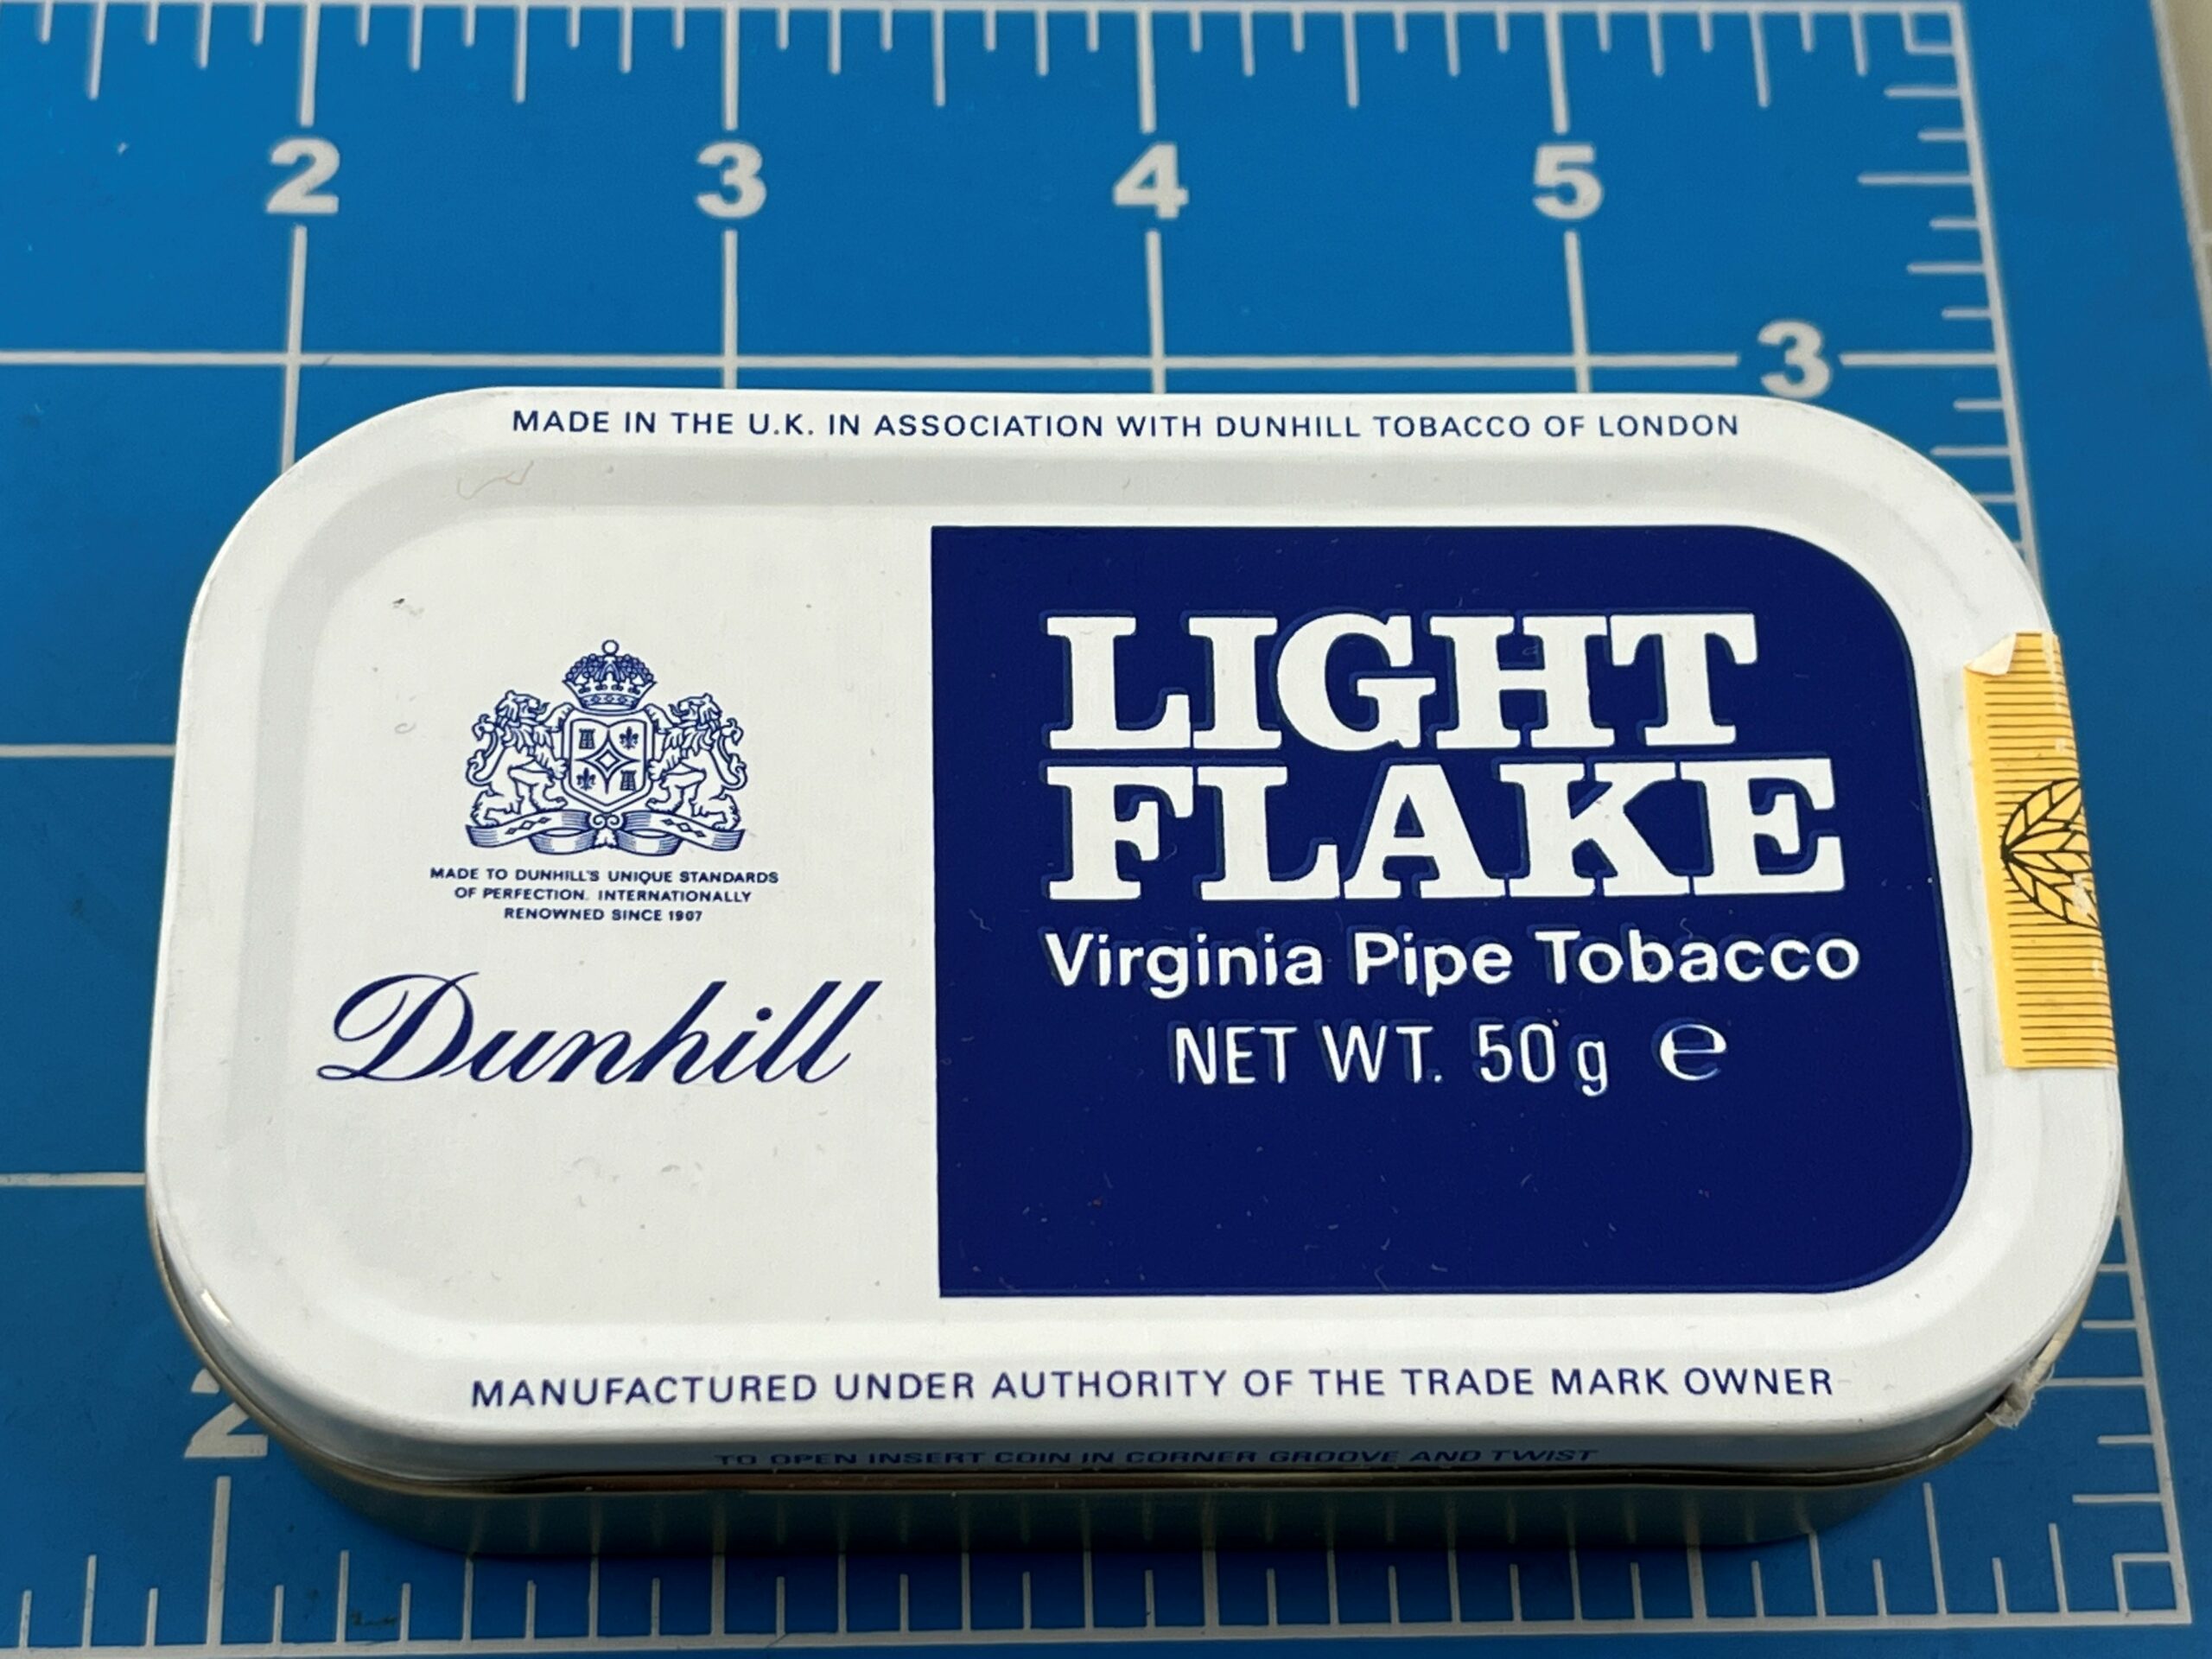 2 3 4 5
3
MADE IN THE U.K. IN ASSOCIATION WITH DUNHILL TOBACCO OF LONDON
MADE TO DUNHILL'S UNIQUE STANDARDS
OF PERFECTION. INTERNATIONALLY
RENOWNED SINCE 1907
Dunhill
LIGHT
FLAKE
Virginia Pipe Tobacco
NET WT. 50g ℮
MANUFACTURED UNDER AUTHORITY OF THE TRADE MARK OWNER
TO OPEN INSERT COIN IN CORNER GROOVE AND TWIST
2